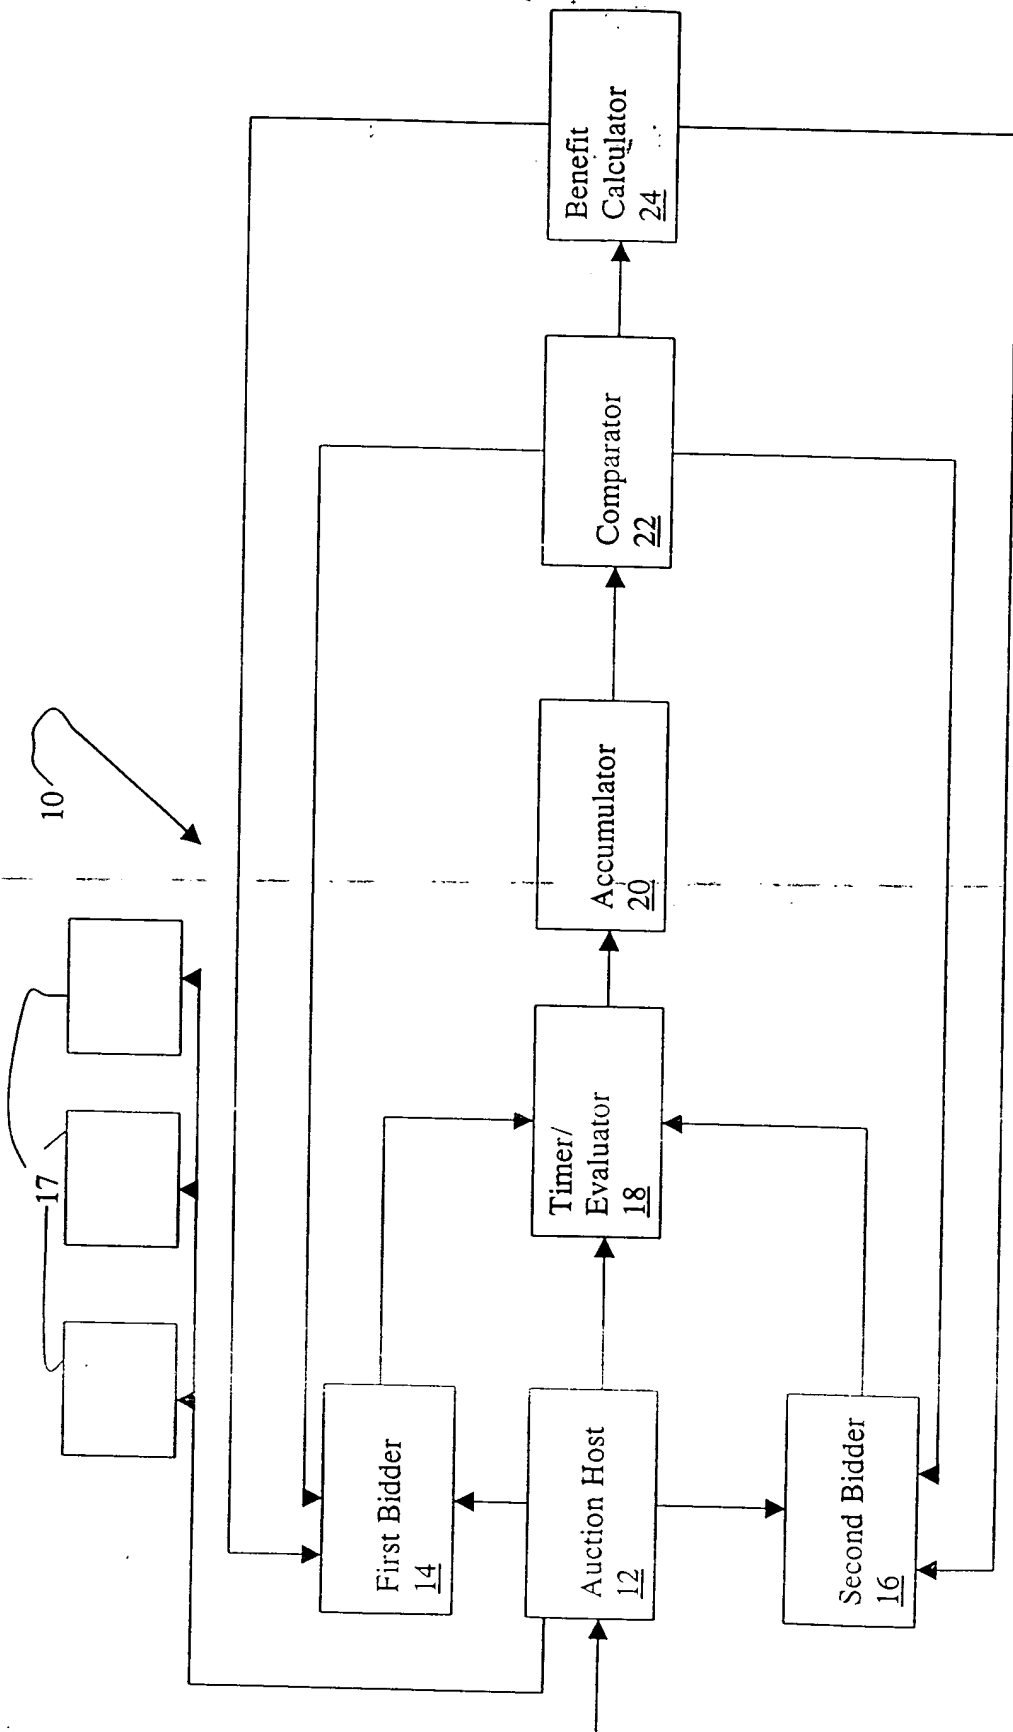 10
17
First Bidder
14
Auction Host
12
Second Bidder
16
Timer/
Evaluator
18
Accumulator
20
Comparator
22
Benefit
Calculator
24